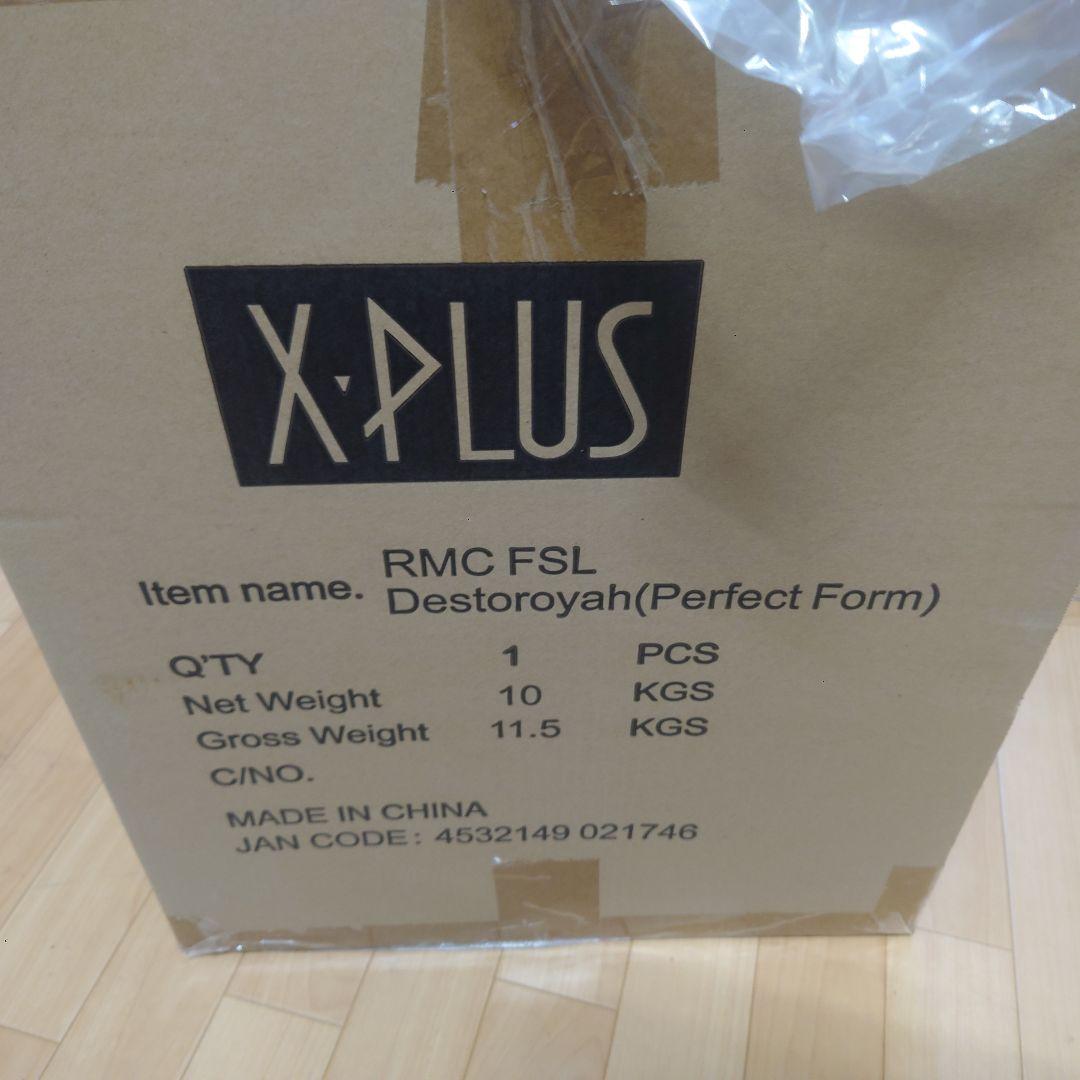 X·PLUS
Item name. RMC FSL
Destoroyah(Perfect Form)
Q'TY 1 PCS
Net Weight 10 KGS
Gross Weight 11.5 KGS
C/NO.
MADE IN CHINA
JAN CODE: 4532149 021746